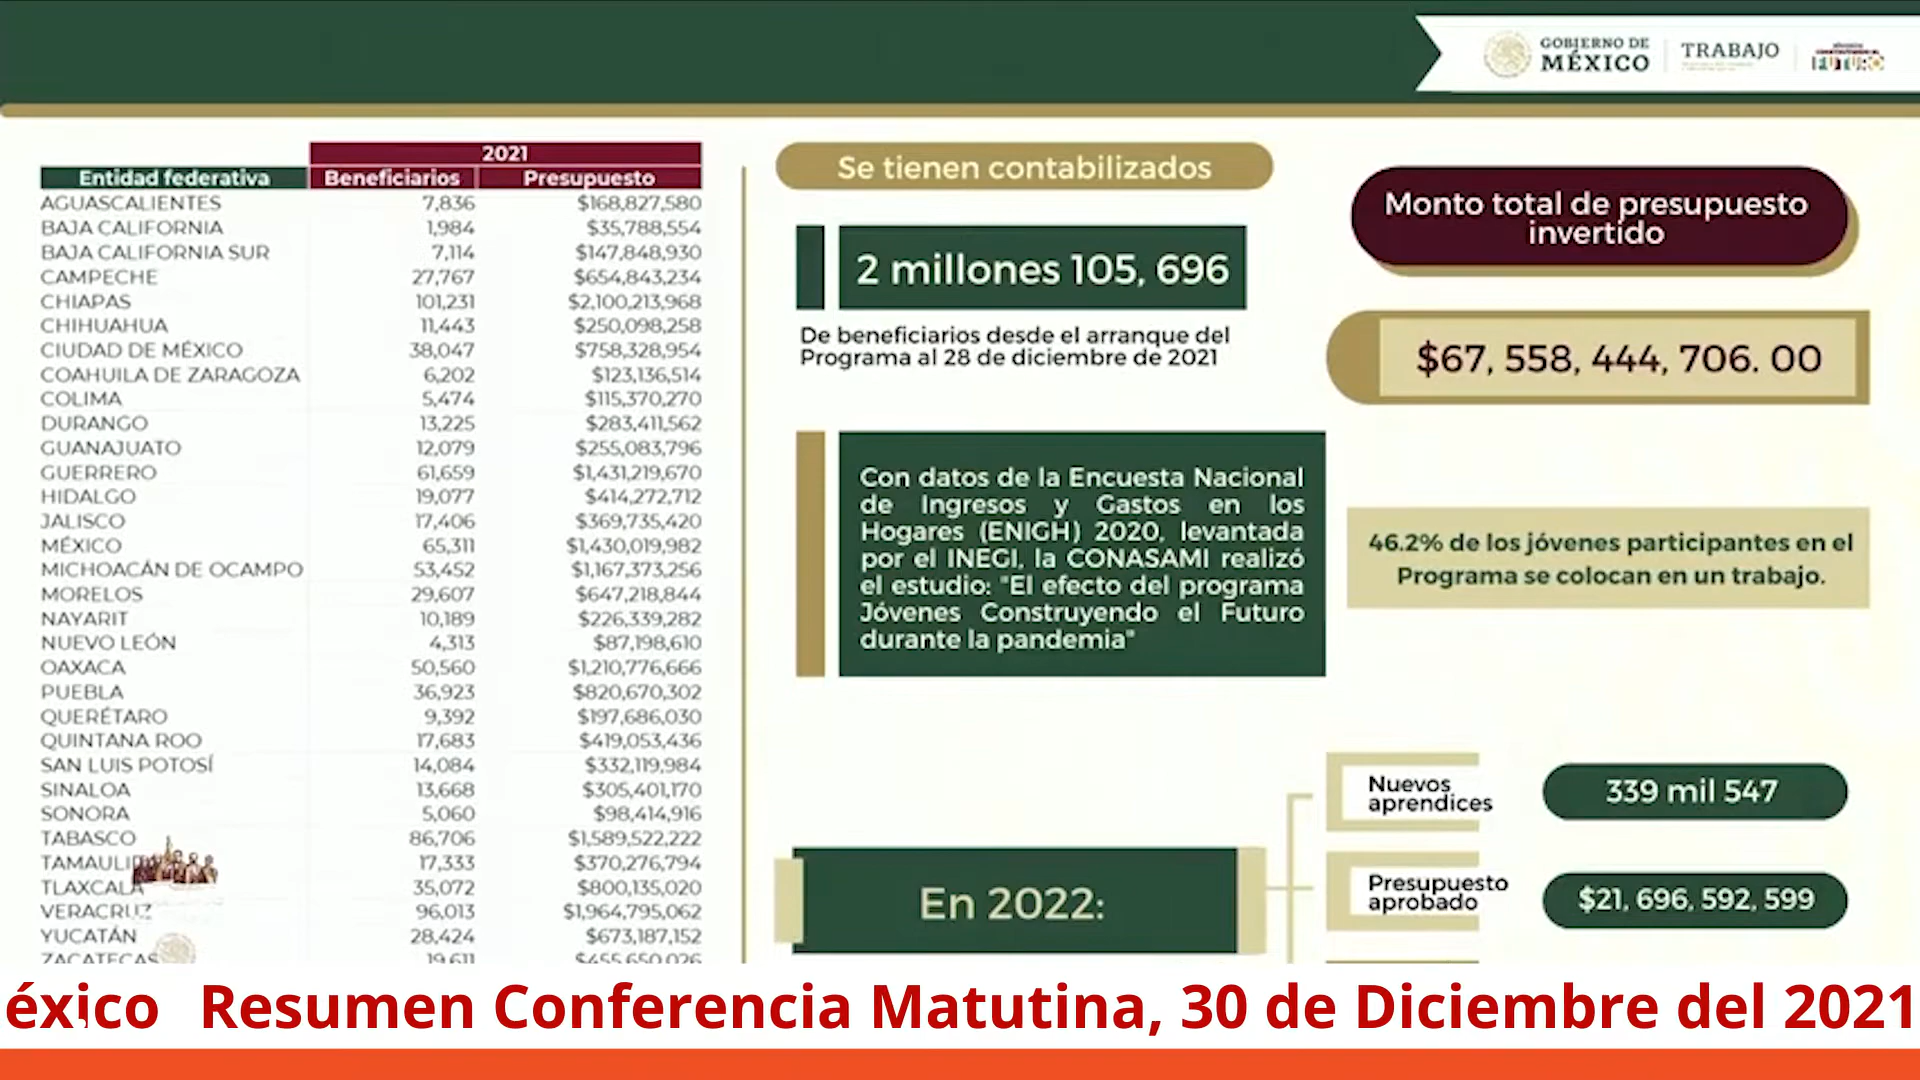 GOBIERNO DE
MÉXICO
TRABAJO
FUTURO
2021
Entidad federativa Beneficiarios Presupuesto
AGUASCALIENTES 7,836 $168,827,580
BAJA CALIFORNIA 1,984 $35,788,554
BAJA CALIFORNIA SUR 7,114 $147,848,930
CAMPECHE 27,767 $654,843,234
CHIAPAS 101,231 $2,100,213,968
CHIHUAHUA 11,443 $250,098,258
CIUDAD DE MÉXICO 38,047 $758,328,954
COAHUILA DE ZARAGOZA 6,202 $123,136,514
COLIMA 5,474 $115,370,270
DURANGO 13,225 $283,411,562
GUANAJUATO 12,079 $255,083,796
GUERRERO 61,659 $1,431,219,670
HIDALGO 19,077 $414,272,712
JALISCO 17,406 $369,735,420
MÉXICO 65,311 $1,430,019,982
MICHOACÁN DE OCAMPO 53,452 $1,167,373,256
MORELOS 29,607 $647,218,844
NAYARIT 10,189 $226,339,282
NUEVO LEÓN 4,313 $87,198,610
OAXACA 50,560 $1,210,776,666
PUEBLA 36,923 $820,670,302
QUERÉTARO 9,392 $197,686,030
QUINTANA ROO 17,683 $419,053,436
SAN LUIS POTOSÍ 14,084 $332,119,984
SINALOA 13,668 $305,401,170
SONORA 5,060 $98,414,916
TABASCO 86,706 $1,589,522,222
TAMAULI 17,333 $370,276,794
TLAXCALA 35,072 $800,135,020
VERACRUZ 96,013 $1,964,795,062
YUCATÁN 28,424 $673,187,152
ZACATECAS 19,611 $455,650,026
Se tienen contabilizados
2 millones 105, 696
De beneficiarios desde el arranque del
Programa al 28 de diciembre de 2021
Con datos de la Encuesta Nacional
de Ingresos y Gastos en los
Hogares (ENIGH) 2020, levantada
por el INEGI, la CONASAMI realizó
el estudio: "El efecto del programa
Jóvenes Construyendo el Futuro
durante la pandemia"
Monto total de presupuesto
invertido
$67, 558, 444, 706. 00
46.2% de los jóvenes participantes en el
Programa se colocan en un trabajo.
En 2022:
Nuevos
aprendices
339 mil 547
Presupuesto
aprobado
$21, 696, 592, 599
éxico Resumen Conferencia Matutina, 30 de Diciembre del 2021